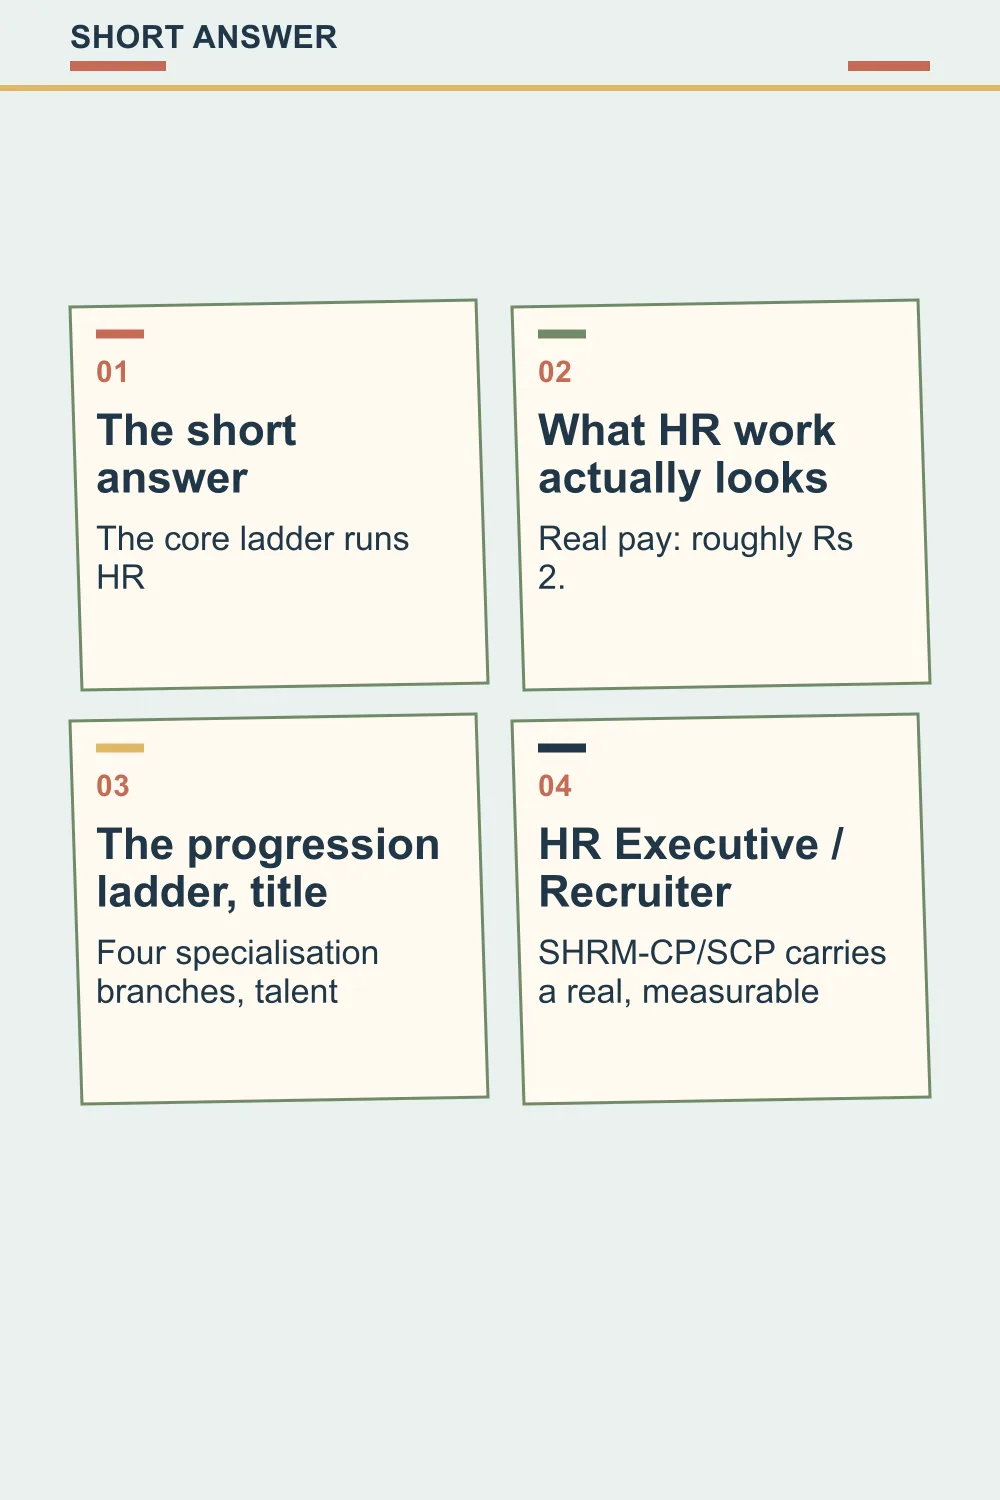 SHORT ANSWER
01
The short
answer
The core ladder runs
HR
02
What HR work
actually looks
Real pay: roughly Rs
2.
03
The progression
ladder, title
Four specialisation
branches, talent
04
HR Executive /
Recruiter
SHRM-CP/SCP carries
a real, measurable